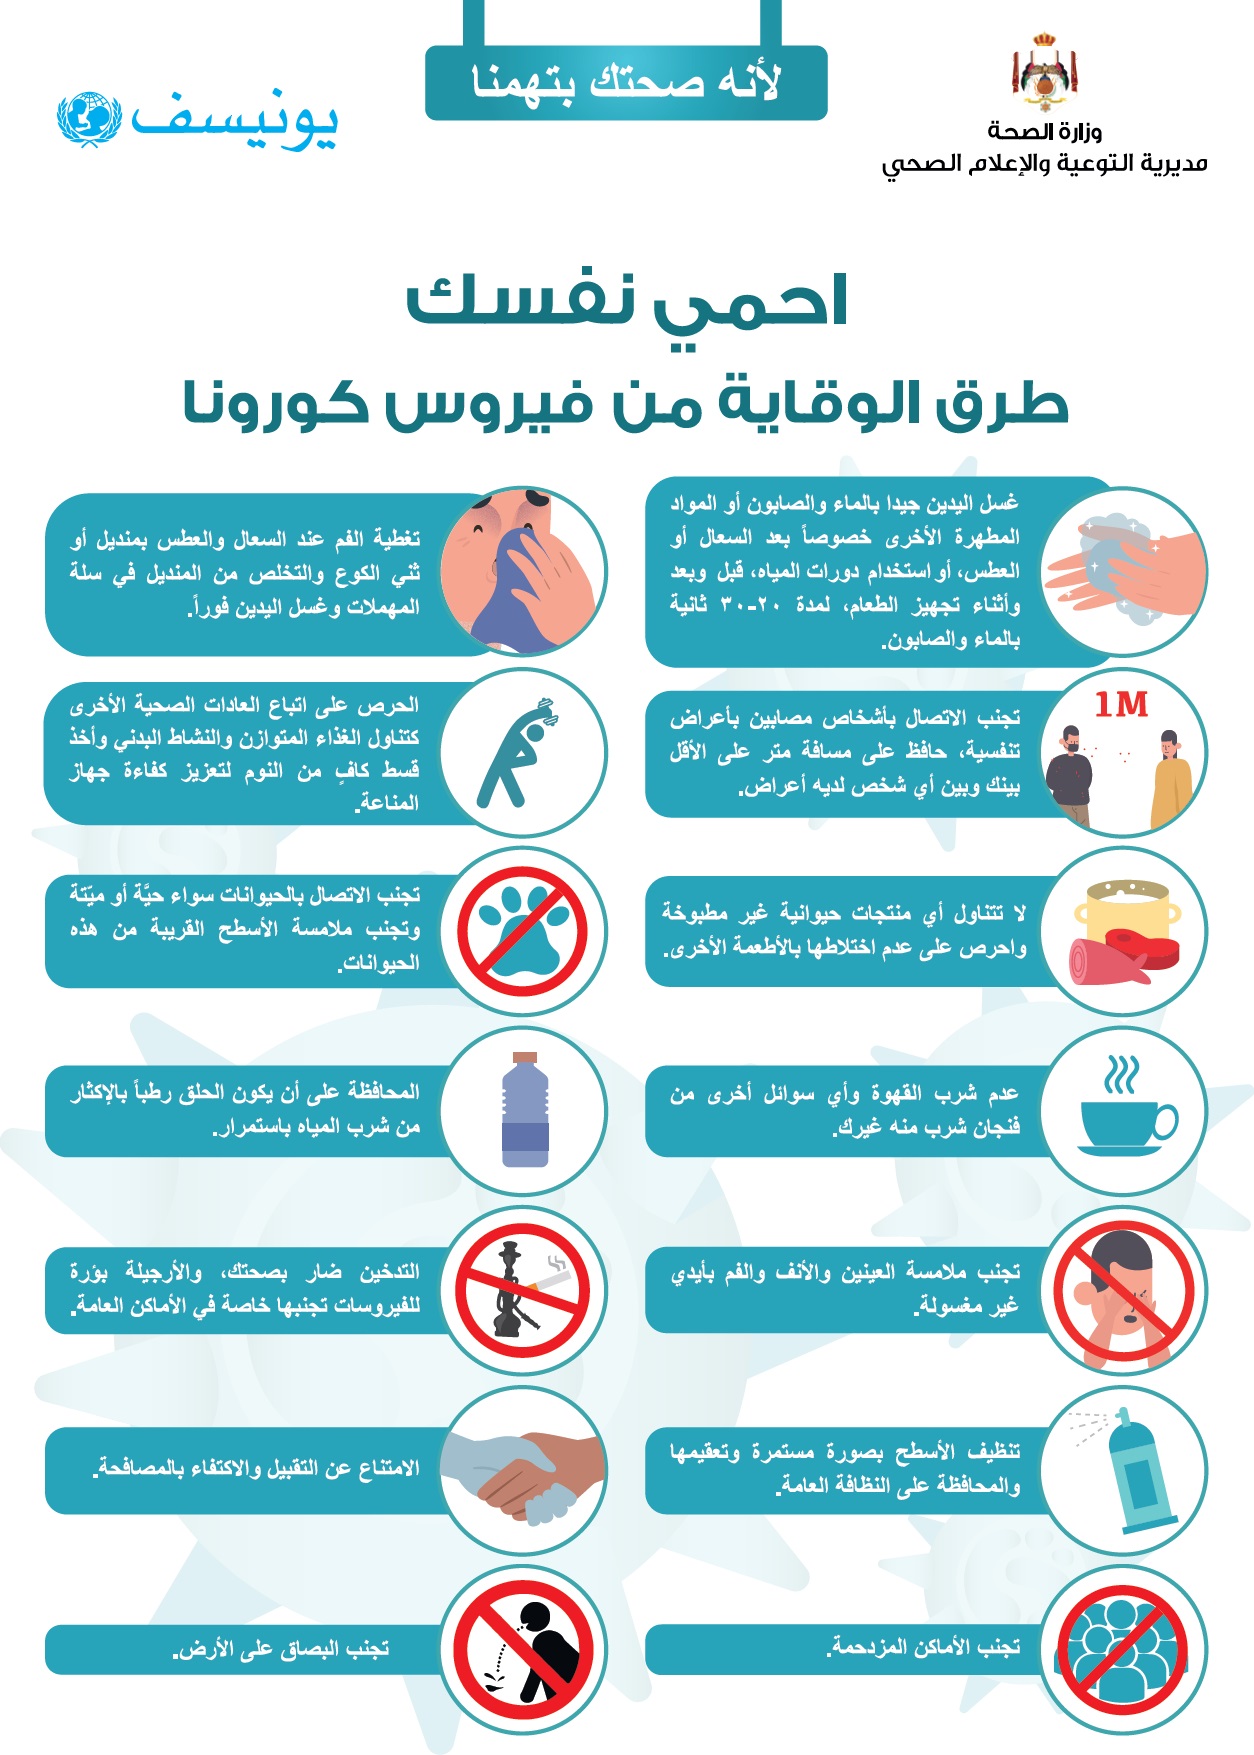 لأنه صحتك بتهمنا
وزارة الصحة
مديرية التوعية والإعلام الصحي
يونيسف
احمي نفسك
طرق الوقاية من فيروس كورونا
غسل اليدين جيدا بالماء والصابون أو المواد
المطهرة الأخرى خصوصاً بعد السعال أو
العطس، أو استخدام دورات المياه، قبل وبعد
وأثناء تجهيز الطعام، لمدة ٢٠-٣٠ ثانية
بالماء والصابون.
تغطية الفم عند السعال والعطس بمنديل أو
ثني الكوع والتخلص من المنديل في سلة
المهملات وغسل اليدين فوراً.
1M
تجنب الاتصال بأشخاص مصابين بأعراض
تنفسية، حافظ على مسافة متر على الأقل
بينك وبين أي شخص لديه أعراض.
الحرص على اتباع العادات الصحية الأخرى
كتناول الغذاء المتوازن والنشاط البدني وأخذ
قسط كافٍ من النوم لتعزيز كفاءة جهاز
المناعة.
لا تتناول أي منتجات حيوانية غير مطبوخة
واحرص على عدم اختلاطها بالأطعمة الأخرى.
تجنب الاتصال بالحيوانات سواء حيَّة أو ميّتة
وتجنب ملامسة الأسطح القريبة من هذه
الحيوانات.
عدم شرب القهوة وأي سوائل أخرى من
فنجان شرب منه غيرك.
المحافظة على أن يكون الحلق رطباً بالإكثار
من شرب المياه باستمرار.
تجنب ملامسة العينين والأنف والفم بأيدي
غير مغسولة.
التدخين ضار بصحتك، والأرجيلة بؤرة
للفيروسات تجنبها خاصة في الأماكن العامة.
تنظيف الأسطح بصورة مستمرة وتعقيمها
والمحافظة على النظافة العامة.
الامتناع عن التقبيل والاكتفاء بالمصافحة.
تجنب الأماكن المزدحمة.
تجنب البصاق على الأرض.